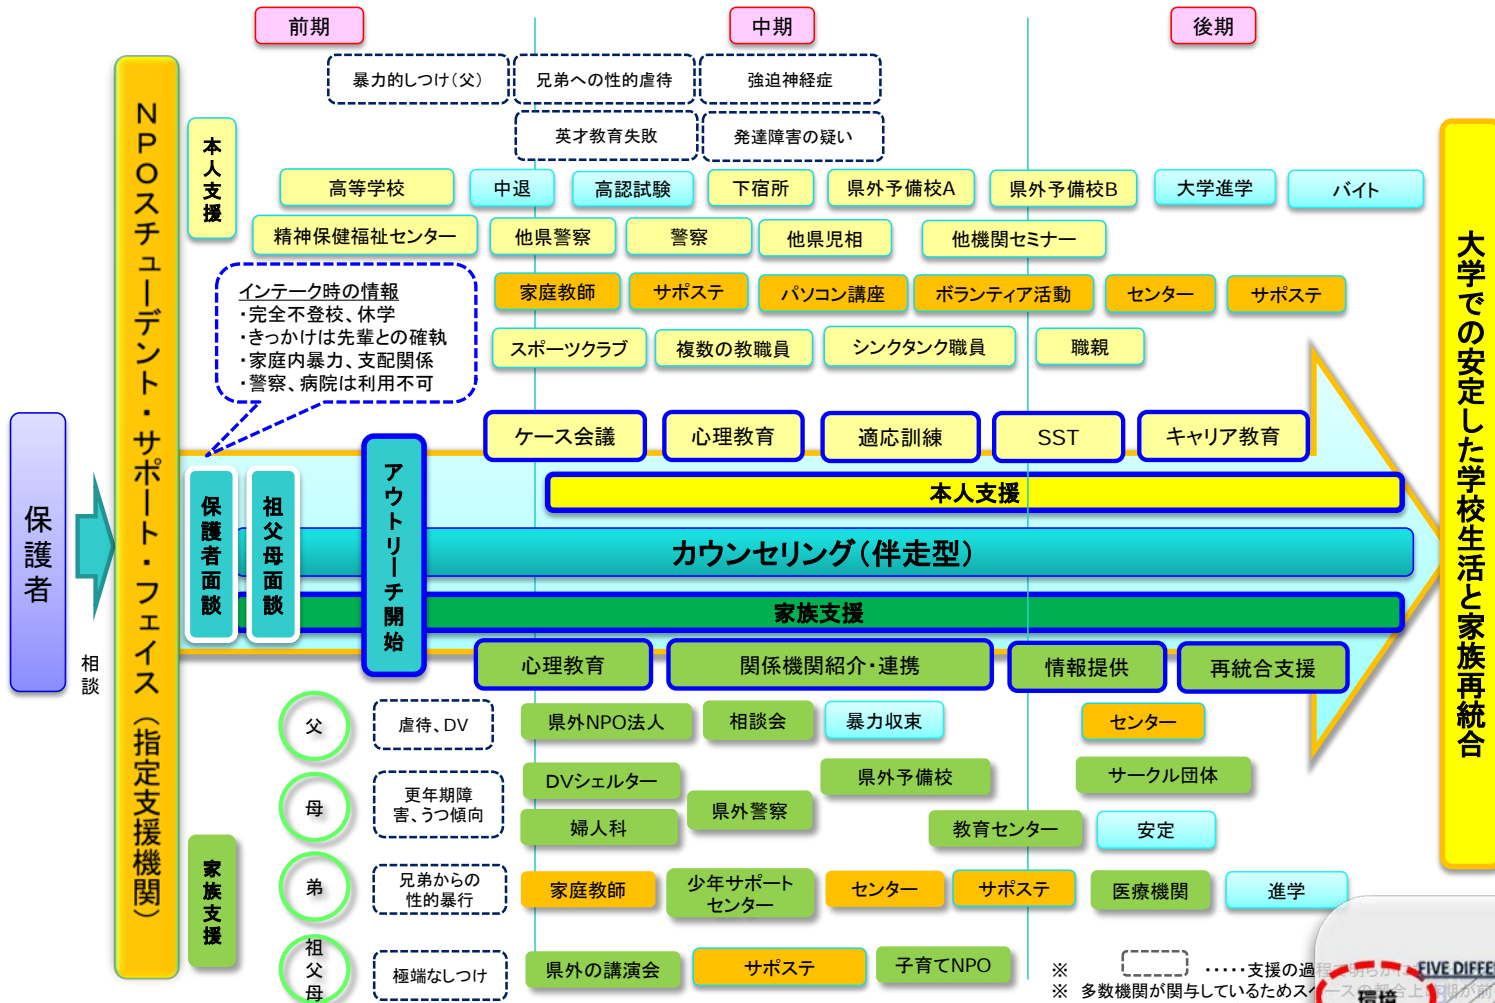 前期
中期
後期
暴力的しつけ(父)
兄弟への性的虐待
強迫神経症
英才教育失敗
発達障害の疑い
本人支援
高等学校
中退
高認試験
下宿所
県外予備校A
県外予備校B
大学進学
バイト
精神保健福祉センター
他県警察
警察
他県児相
他機関セミナー
インテーク時の情報
・完全不登校、休学
・きっかけは先輩との確執
・家庭内暴力、支配関係
・警察、病院は利用不可
家庭教師
サポステ
パソコン講座
ボランティア活動
センター
サポステ
スポーツクラブ
複数の教職員
シンクタンク職員
職親
保護者
相談
NPOスチューデント・サポート・フェイス(指定支援機関)
保護者面談
祖父母面談
アウトリーチ開始
ケース会議
心理教育
適応訓練
SST
キャリア教育
本人支援
カウンセリング(伴走型)
家族支援
心理教育
関係機関紹介・連携
情報提供
再統合支援
大学での安定した学校生活と家族再統合
家族支援
父
虐待、DV
県外NPO法人
相談会
暴力収束
センター
母
更年期障
害、うつ傾向
DVシェルター
県外警察
県外予備校
サークル団体
婦人科
教育センター
安定
弟
兄弟からの
性的暴行
家庭教師
少年サポート
センター
センター
サポステ
医療機関
進学
祖父母
極端なしつけ
県外の講演会
サポステ
子育てNPO
※ ・・・・・支援の過程で明らかに
※ 多数機関が関与しているためスペースの都合上時期が前
FIVE DIFFE
環境